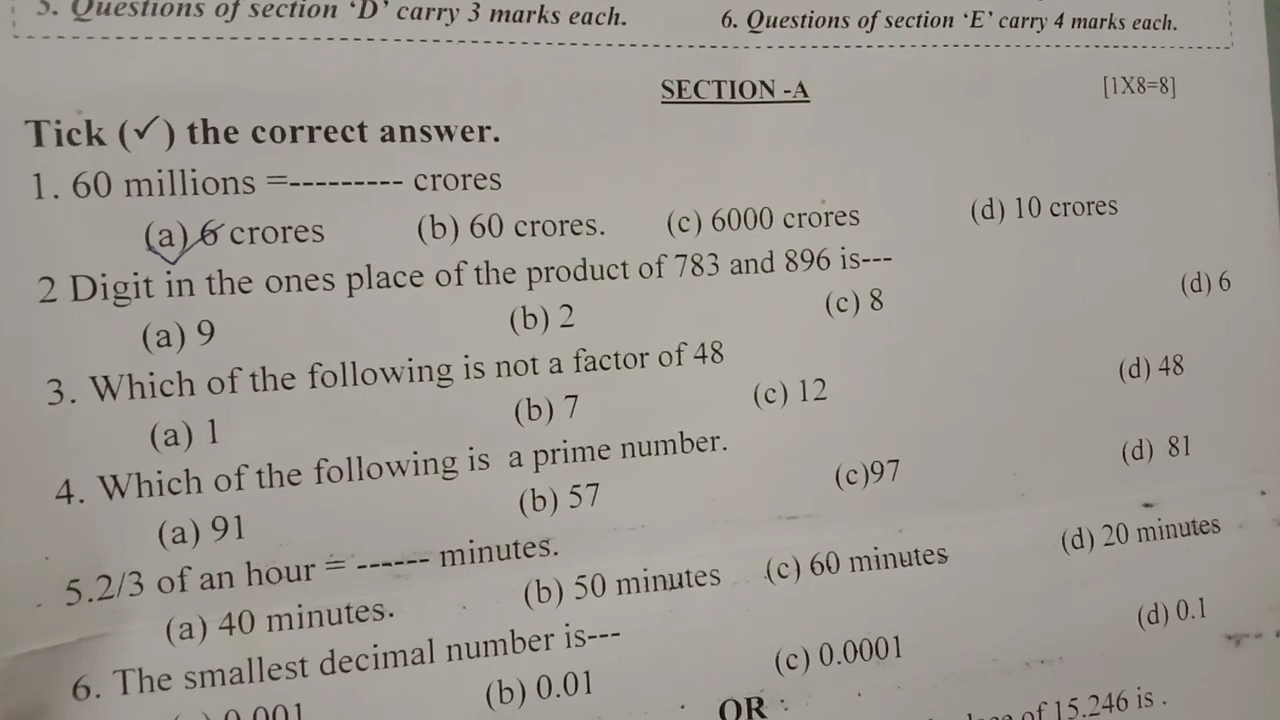 5. Questions of section ‘D’ carry 3 marks each.
6. Questions of section ‘E’ carry 4 marks each.
SECTION -A
[1X8=8]
Tick (✓) the correct answer.
1. 60 millions =--------- crores
(a) 6 crores (b) 60 crores. (c) 6000 crores (d) 10 crores
2 Digit in the ones place of the product of 783 and 896 is---
(a) 9 (b) 2 (c) 8 (d) 6
3. Which of the following is not a factor of 48
(a) 1 (b) 7 (c) 12 (d) 48
4. Which of the following is a prime number.
(a) 91 (b) 57 (c)97 (d) 81
5.2/3 of an hour = ------ minutes.
(a) 40 minutes. (b) 50 minutes (c) 60 minutes (d) 20 minutes
6. The smallest decimal number is---
0.001 (b) 0.01 (c) 0.0001 (d) 0.1
OR
of 15.246 is .